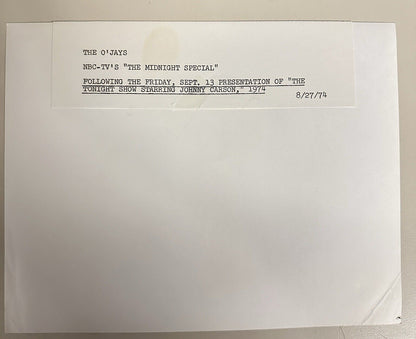 THE O'JAYS
NBC-TV'S "THE MIDNIGHT SPECIAL"
FOLLOWING THE FRIDAY, SEPT. 13 PRESENTATION OF "THE
TONIGHT SHOW STARRING JOHNNY CARSON," 1974
8/27/74